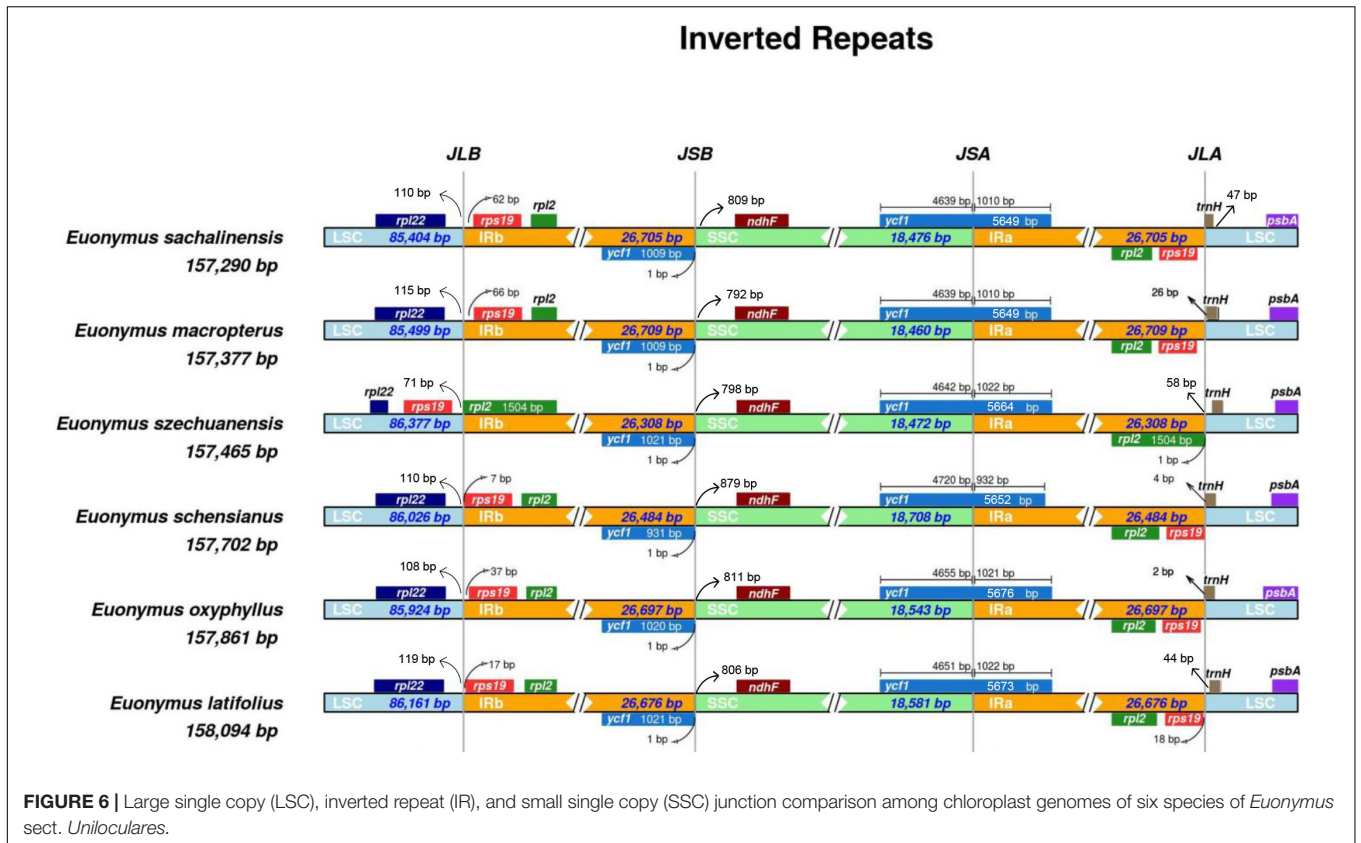 Inverted Repeats
JLB JSB JSA JLA
110 bp 62 bp rpl2 809 bp 4639 bp 1010 bp trnH 47 bp
rpl22 rps19 ndhF ycf1 5649 bp psbA
Euonymus sachalinensis LSC 85,404 bp IRb // 26,705 bp SSC // 18,476 bp IRa // 26,705 bp LSC
157,290 bp ycf1 1009 bp rpl2 rps19
1 bp
115 bp 66 bp rpl2 792 bp 4639 bp 1010 bp 26 bp trnH psbA
rpl22 rps19 ndhF ycf1 5649 bp
Euonymus macropterus LSC 85,499 bp IRb // 26,709 bp SSC // 18,460 bp IRa // 26,709 bp LSC
157,377 bp ycf1 1009 bp rpl2 rps19
1 bp
rpl22 71 bp 798 bp 4642 bp 1022 bp 58 bp trnH psbA
rps19 rpl2 1504 bp ndhF ycf1 5664 bp
Euonymus szechuanensis LSC 86,377 bp IRb // 26,308 bp SSC // 18,472 bp IRa // 26,308 bp LSC
157,465 bp ycf1 1021 bp rpl2 1504 bp
1 bp 1 bp
110 bp 7 bp 879 bp 4720 bp 932 bp 4 bp trnH psbA
rpl22 rps19 rpl2 ndhF ycf1 5652 bp
Euonymus schensianus LSC 86,026 bp IRb // 26,484 bp SSC // 18,708 bp IRa // 26,484 bp LSC
157,702 bp ycf1 931 bp rpl2 rps19
1 bp
108 bp 37 bp 811 bp 4655 bp 1021 bp 2 bp trnH
rpl22 rps19 rpl2 ndhF ycf1 5676 bp psbA
Euonymus oxyphyllus LSC 85,924 bp IRb // 26,697 bp SSC // 18,543 bp IRa // 26,697 bp LSC
157,861 bp ycf1 1020 bp rpl2 rps19
1 bp
119 bp 17 bp 806 bp 4651 bp 1022 bp 44 bp trnH psbA
rpl22 rps19 rpl2 ndhF ycf1 5673 bp
Euonymus latifolius LSC 86,161 bp IRb // 26,676 bp SSC // 18,581 bp IRa // 26,676 bp LSC
158,094 bp ycf1 1021 bp rpl2 rps19
1 bp 18 bp
FIGURE 6 | Large single copy (LSC), inverted repeat (IR), and small single copy (SSC) junction comparison among chloroplast genomes of six species of Euonymus
sect. Uniloculares.